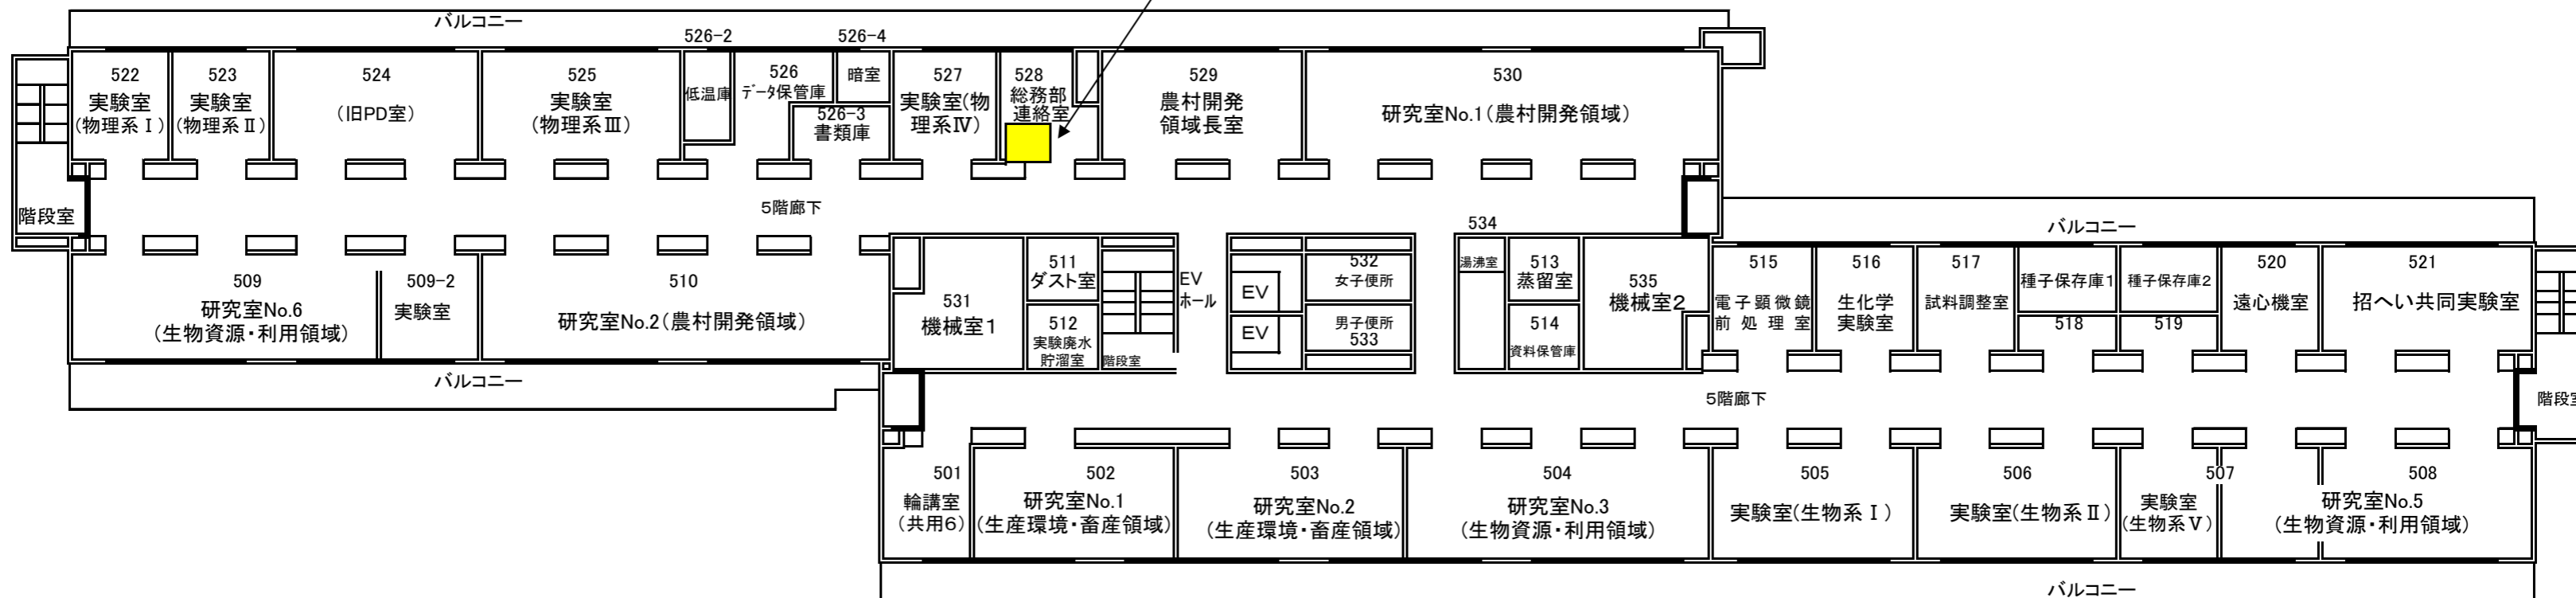 バルコニー
526-2
526-4
522
実験室
(物理系Ⅰ)
523
実験室
(物理系Ⅱ)
524
(旧PD室)
525
実験室
(物理系Ⅲ)
低温庫
526
データ保管庫
暗室
526-3
書類庫
527
実験室(物
理系Ⅳ)
528
総務部
連絡室
529
農村開発
領域長室
530
研究室No.1(農村開発領域)
階段室
5階廊下
534
バルコニー
509
研究室No.6
(生物資源・利用領域)
509-2
実験室
510
研究室No.2(農村開発領域)
531
機械室1
511
ダスト室
512
実験廃水
貯溜室
階段室
EV
ホール
EV
EV
532
女子便所
男子便所
533
湯沸室
513
蒸留室
514
資料保管庫
535
機械室2
515
電子顕微鏡
前処理室
516
生化学
実験室
517
試料調整室
種子保存庫1
518
種子保存庫2
519
520
遠心機室
521
招へい共同実験室
バルコニー
5階廊下
階段室
501
輪講室
(共用6)
502
研究室No.1
(生産環境・畜産領域)
503
研究室No.2
(生産環境・畜産領域)
504
研究室No.3
(生物資源・利用領域)
505
実験室(生物系Ⅰ)
506
実験室(生物系Ⅱ)
507
実験室
(生物系Ⅴ)
508
研究室No.5
(生物資源・利用領域)
バルコニー